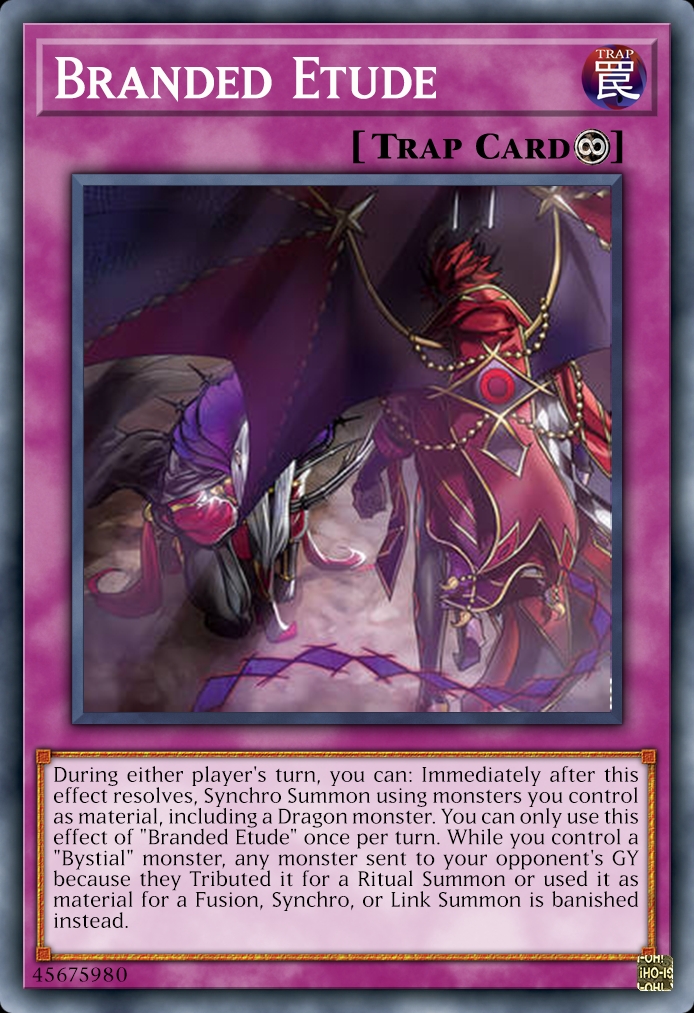 BRANDED ETUDE
TRAP
罠
[ TRAP CARD ]
During either player's turn, you can: Immediately after this
effect resolves, Synchro Summon using monsters you control
as material, including a Dragon monster. You can only use this
effect of "Branded Etude" once per turn. While you control a
"Bystial" monster, any monster sent to your opponent's GY
because they Tributed it for a Ritual Summon or used it as
material for a Fusion, Synchro, or Link Summon is banished
instead.
45675980